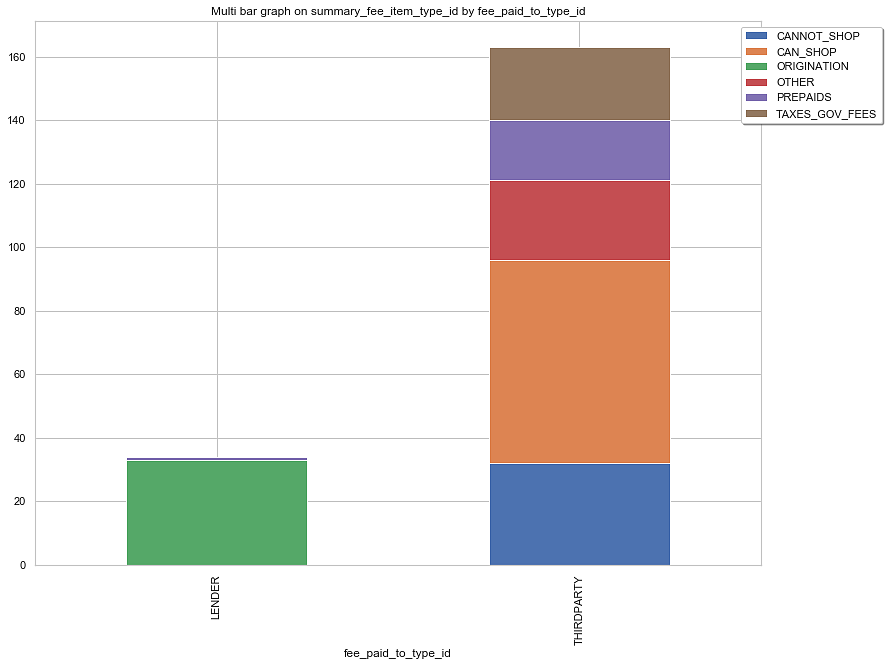 Multi bar graph on summary_fee_item_type_id by fee_paid_to_type_id
CANNOT_SHOP
CAN_SHOP
ORIGINATION
OTHER
PREPAIDS
TAXES_GOV_FEES
160
140
120
100
80
60
40
20
0
LENDER
THIRDPARTY
fee_paid_to_type_id